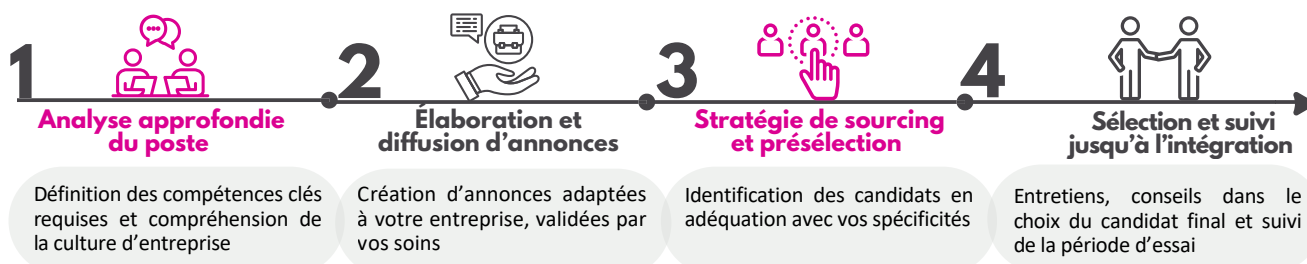 1
Analyse approfondie
du poste
Définition des compétences clés
requises et compréhension de
la culture d'entreprise
2
Élaboration et
diffusion d'annonces
Création d'annonces adaptées
à votre entreprise, validées par
vos soins
3
Stratégie de sourcing
et présélection
Identification des candidats en
adéquation avec vos spécificités
4
Sélection et suivi
jusqu'à l'intégration
Entretiens, conseils dans le
choix du candidat final et suivi
de la période d'essai